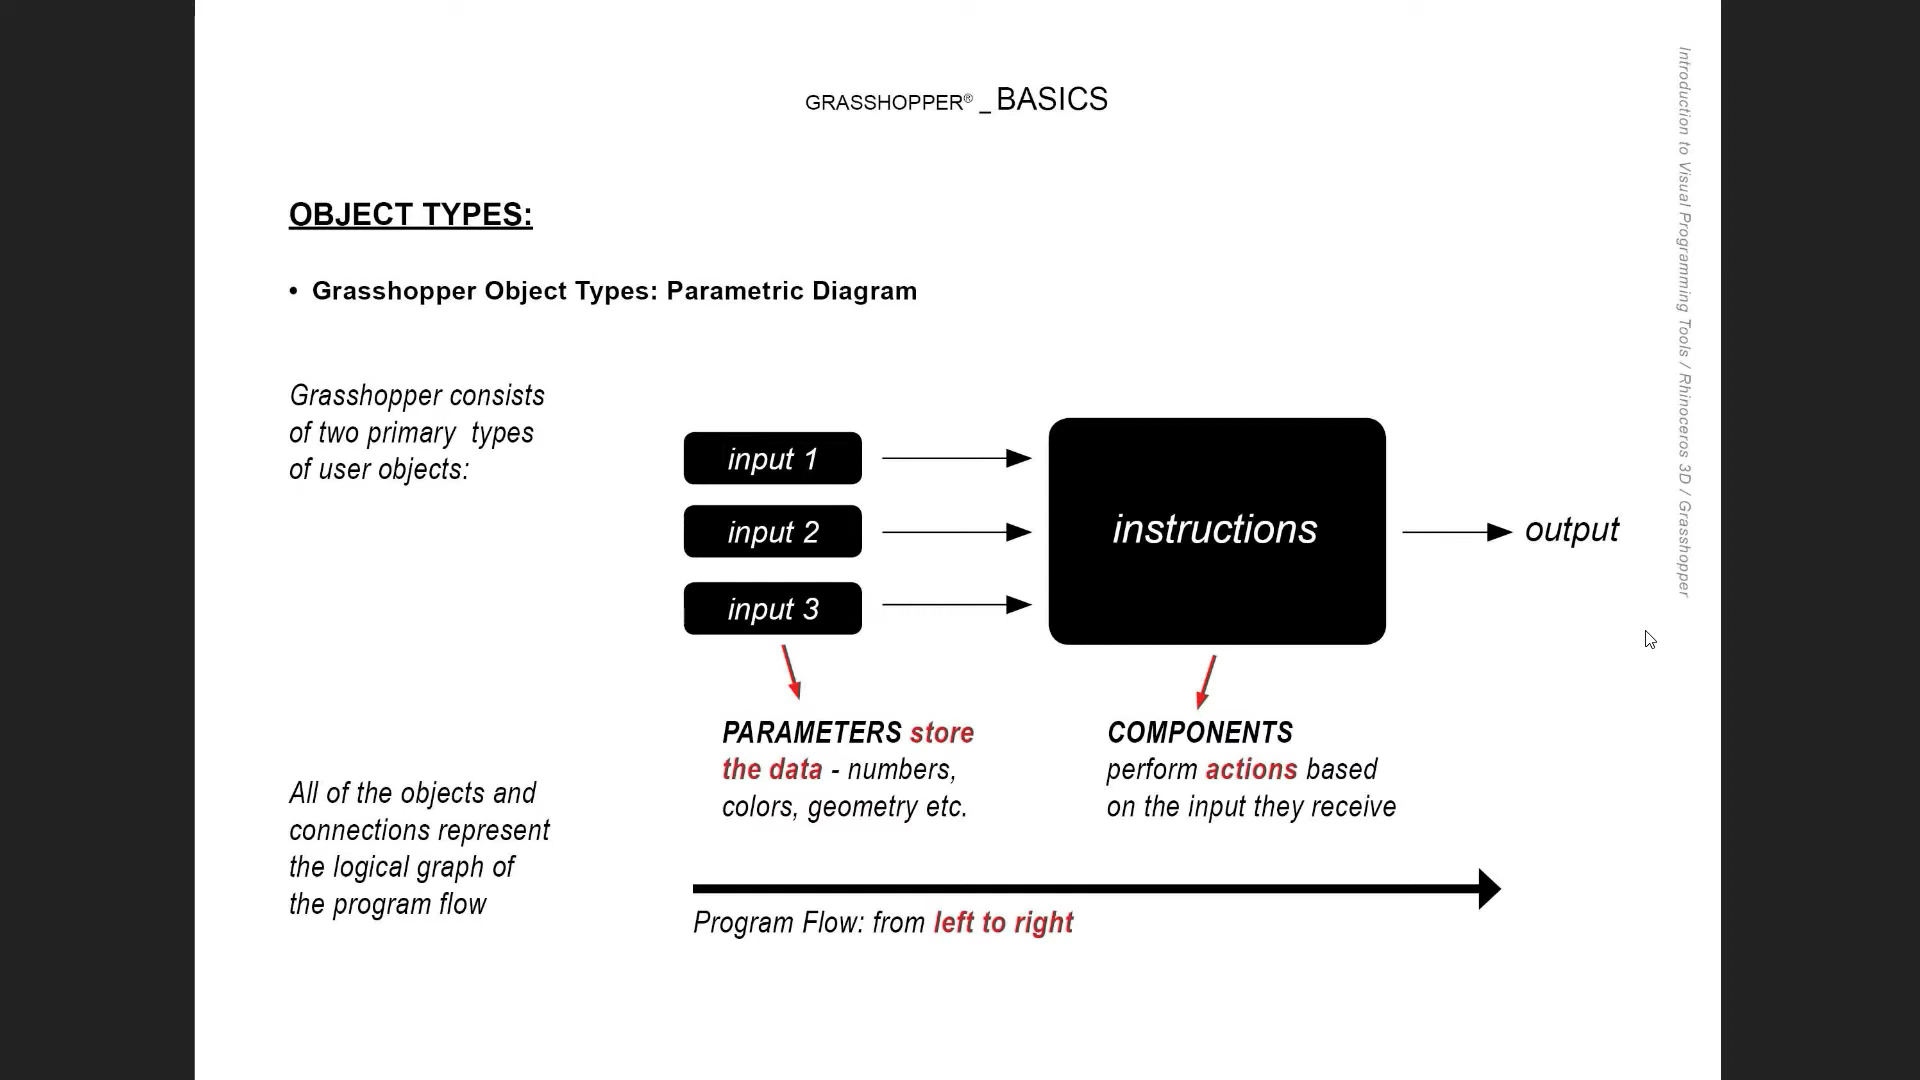 GRASSHOPPER® _BASICS
OBJECT TYPES:
• Grasshopper Object Types: Parametric Diagram
Grasshopper consists
of two primary types
of user objects:
input 1
input 2
input 3
instructions
output
PARAMETERS store
the data - numbers,
colors, geometry etc.
COMPONENTS
perform actions based
on the input they receive
All of the objects and
connections represent
the logical graph of
the program flow
Program Flow: from left to right
Introduction to Visual Programming Tools / Rhinoceros 3D / Grasshopper